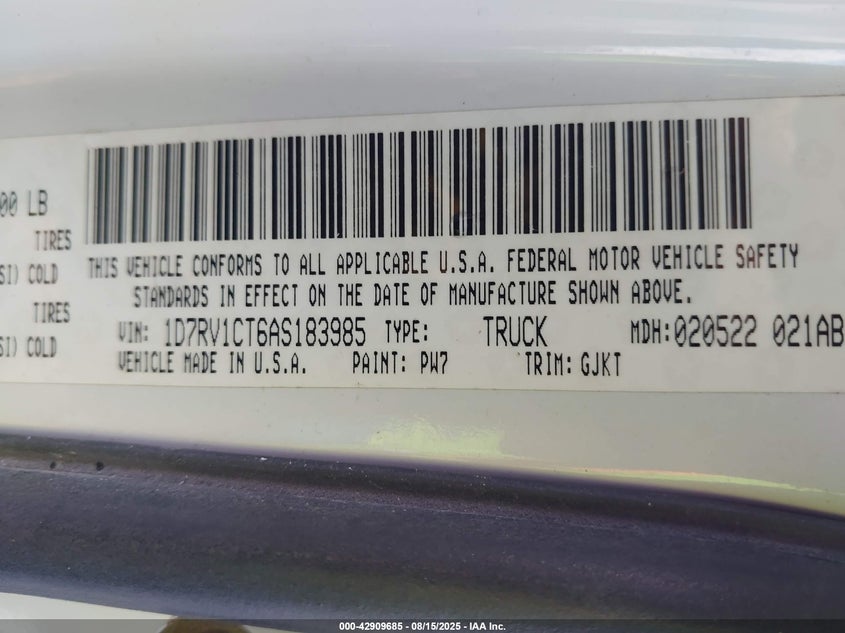 00 LB
TIRES
SI) COLD
TIRES
SI) COLD
THIS VEHICLE CONFORMS TO ALL APPLICABLE U.S.A. FEDERAL MOTOR VEHICLE SAFETY
STANDARDS IN EFFECT ON THE DATE OF MANUFACTURE SHOWN ABOVE.
VIN: 1D7RV1CT6AS183985 TYPE: TRUCK MDH:020522 021AB
VEHICLE MADE IN U.S.A. PAINT: PW7 TRIM: GJKT
000-42909685 - 08/15/2025 - IAA Inc.